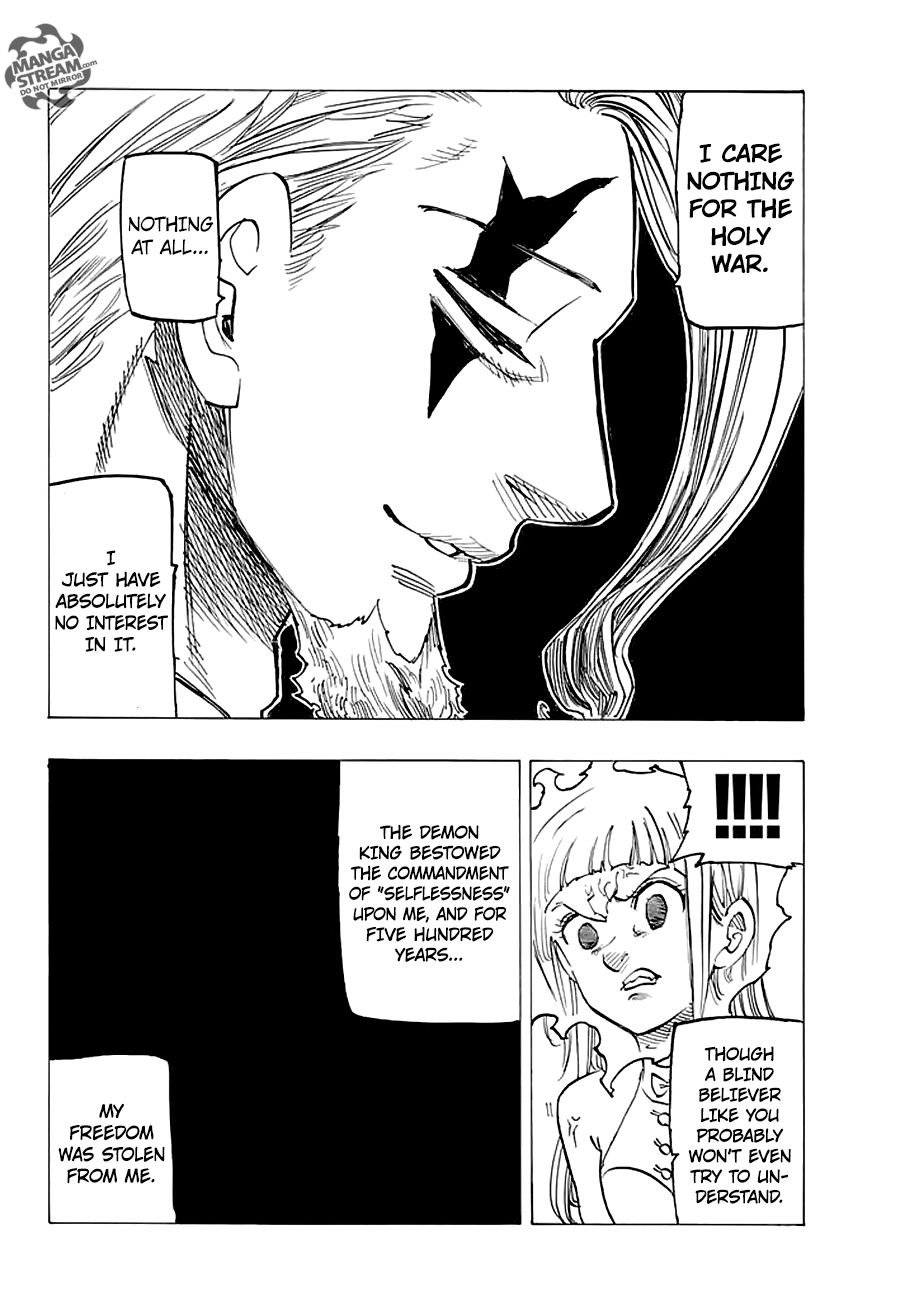 MANGA
STREAM.com
DO NOT MIRROR
I CARE
NOTHING
FOR THE
HOLY
WAR.
NOTHING
AT ALL...
I
JUST HAVE
ABSOLUTELY
NO INTEREST
IN IT.
!!!!
THOUGH
A BLIND
BELIEVER
LIKE YOU
PROBABLY
WON'T EVEN
TRY TO UN-
DERSTAND.
THE DEMON
KING BESTOWED
THE COMMANDMENT
OF "SELFLESSNESS"
UPON ME, AND FOR
FIVE HUNDRED
YEARS...
MY
FREEDOM
WAS STOLEN
FROM ME.